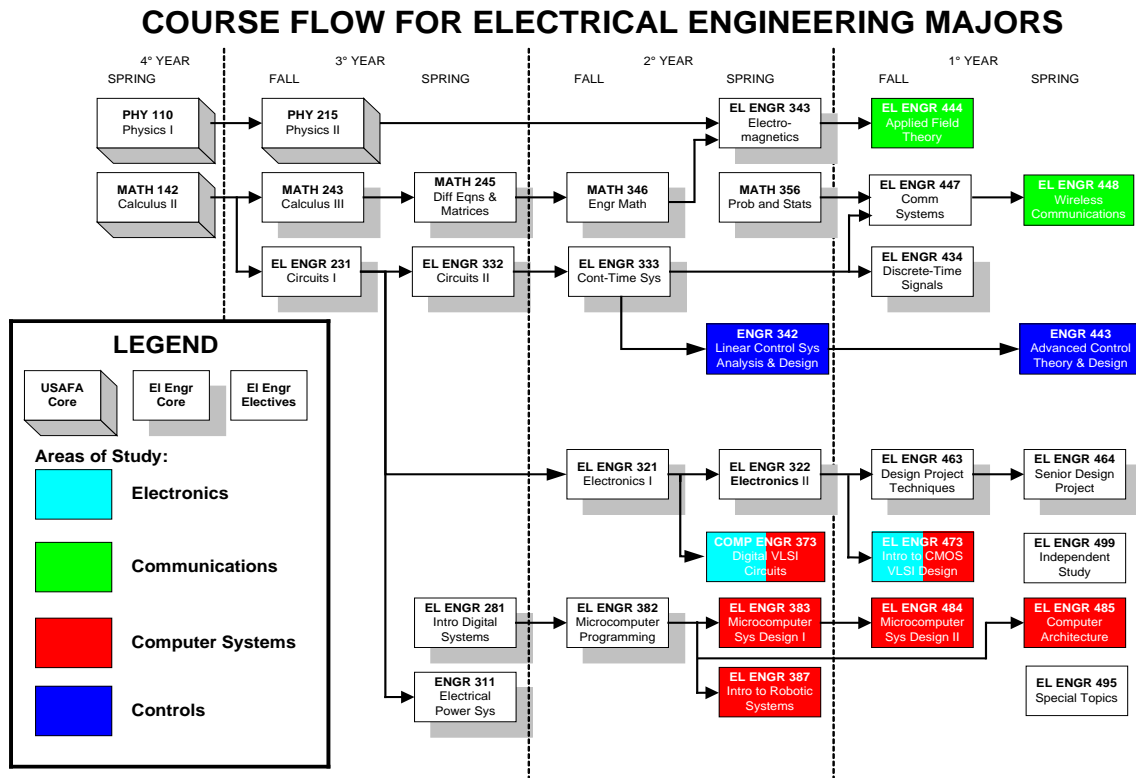 COURSE FLOW FOR ELECTRICAL ENGINEERING MAJORS
4° YEAR
3° YEAR
2° YEAR
1° YEAR
SPRING
FALL
SPRING
FALL
SPRING
FALL
SPRING
PHY 110
Physics I
PHY 215
Physics II
EL ENGR 343
Electro-
magnetics
EL ENGR 444
Applied Field
Theory
MATH 142
Calculus II
MATH 243
Calculus III
MATH 245
Diff Eqns &
Matrices
MATH 346
Engr Math
MATH 356
Prob and Stats
EL ENGR 447
Comm
Systems
EL ENGR 448
Wireless
Communications
EL ENGR 231
Circuits I
EL ENGR 332
Circuits II
EL ENGR 333
Cont-Time Sys
EL ENGR 434
Discrete-Time
Signals
ENGR 342
Linear Control Sys
Analysis & Design
ENGR 443
Advanced Control
Theory & Design
EL ENGR 321
Electronics I
EL ENGR 322
Electronics II
EL ENGR 463
Design Project
Techniques
EL ENGR 464
Senior Design
Project
COMP ENGR 373
Digital VLSI
Circuits
EL ENGR 473
Intro to CMOS
VLSI Design
EL ENGR 499
Independent
Study
EL ENGR 281
Intro Digital
Systems
EL ENGR 382
Microcomputer
Programming
EL ENGR 383
Microcomputer
Sys Design I
EL ENGR 484
Microcomputer
Sys Design II
EL ENGR 485
Computer
Architecture
ENGR 311
Electrical
Power Sys
EL ENGR 387
Intro to Robotic
Systems
EL ENGR 495
Special Topics
LEGEND
USAFA
Core
El Engr
Core
El Engr
Electives
Areas of Study:
Electronics
Communications
Computer Systems
Controls